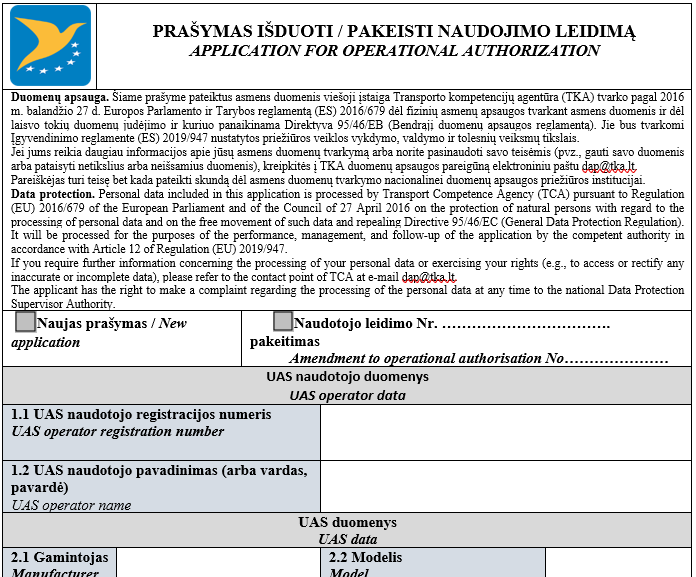 PRAŠYMAS IŠDUOTI / PAKEISTI NAUDOJIMO LEIDIMĄ
APPLICATION FOR OPERATIONAL AUTHORIZATION
Duomenų apsauga. Šiame prašyme pateiktus asmens duomenis viešoji įstaiga Transporto kompetencijų agentūra (TKA) tvarko pagal 2016
m. balandžio 27 d. Europos Parlamento ir Tarybos reglamentą (ES) 2016/679 dėl fizinių asmenų apsaugos tvarkant asmens duomenis ir dėl
laisvo tokių duomenų judėjimo ir kuriuo panaikinama Direktyva 95/46/EB (Bendrąjį duomenų apsaugos reglamentą). Jie bus tvarkomi
Įgyvendinimo reglamente (ES) 2019/947 nustatytos priežiūros veiklos vykdymo, valdymo ir tolesnių veiksmų tikslais.
Jei jums reikia daugiau informacijos apie jūsų asmens duomenų tvarkymą arba norite pasinaudoti savo teisėmis (pvz., gauti savo duomenis
arba pataisyti netikslius arba neišsamius duomenis), kreipkitės į TKA duomenų apsaugos pareigūną elektroniniu paštu dap@tka.lt.
Pareiškėjas turi teisę bet kada pateikti skundą dėl asmens duomenų tvarkymo nacionalinei duomenų apsaugos priežiūros institucijai.
Data protection. Personal data included in this application is processed by Transport Competence Agency (TCA) pursuant to Regulation
(EU) 2016/679 of the European Parliament and of the Council of 27 April 2016 on the protection of natural persons with regard to the
processing of personal data and on the free movement of such data and repealing Directive 95/46/EC (General Data Protection Regulation).
It will be processed for the purposes of the performance, management, and follow-up of the application by the competent authority in
accordance with Article 12 of Regulation (EU) 2019/947.
If you require further information concerning the processing of your personal data or exercising your rights (e.g., to access or rectify any
inaccurate or incomplete data), please refer to the contact point of TCA at e-mail dap@tka.lt.
The applicant has the right to make a complaint regarding the processing of the personal data at any time to the national Data Protection
Supervisor Authority.
Naujas prašymas / New
application
Naudotojo leidimo Nr. …………………………….
pakeitimas
Amendment to operational authorisation No…………………
UAS naudotojo duomenys
UAS operator data
1.1 UAS naudotojo registracijos numeris
UAS operator registration number
1.2 UAS naudotojo pavadinimas (arba vardas,
pavardė)
UAS operator name
UAS duomenys
UAS data
2.1 Gamintojas
Manufacturer
2.2 Modelis
Model